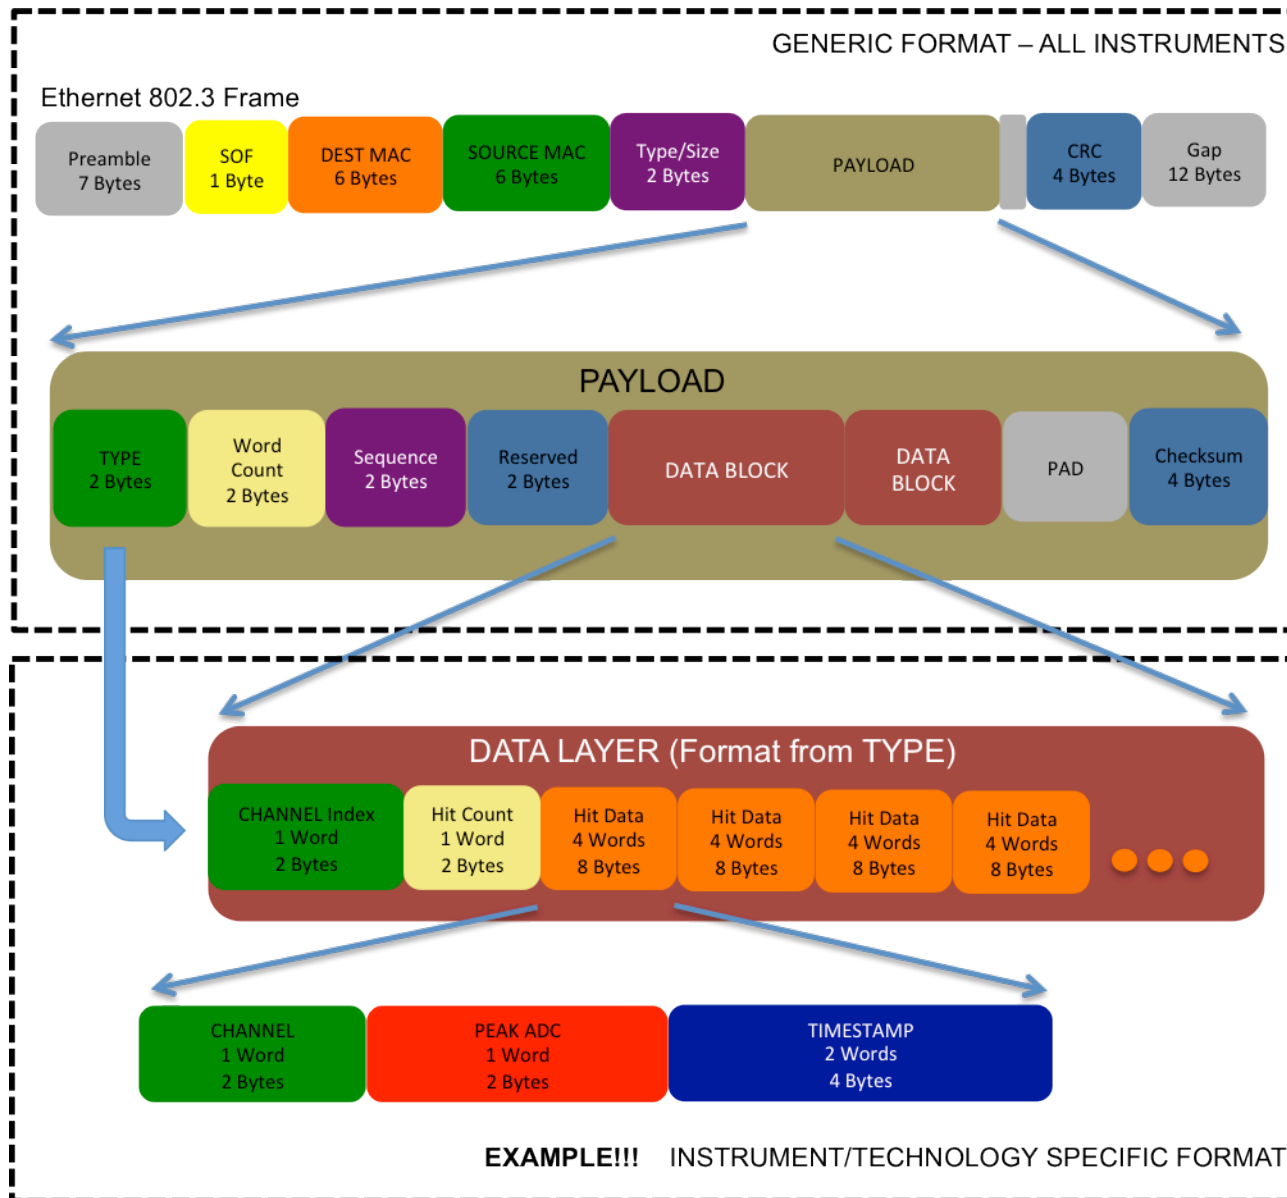 GENERIC FORMAT – ALL INSTRUMENTS
Ethernet 802.3 Frame
Preamble
7 Bytes
SOF
1 Byte
DEST MAC
6 Bytes
SOURCE MAC
6 Bytes
Type/Size
2 Bytes
PAYLOAD
CRC
4 Bytes
Gap
12 Bytes
PAYLOAD
TYPE
2 Bytes
Word
Count
2 Bytes
Sequence
2 Bytes
Reserved
2 Bytes
DATA BLOCK
DATA
BLOCK
PAD
Checksum
4 Bytes
DATA LAYER (Format from TYPE)
CHANNEL Index
1 Word
2 Bytes
Hit Count
1 Word
2 Bytes
Hit Data
4 Words
8 Bytes
Hit Data
4 Words
8 Bytes
Hit Data
4 Words
8 Bytes
Hit Data
4 Words
8 Bytes
CHANNEL
1 Word
2 Bytes
PEAK ADC
1 Word
2 Bytes
TIMESTAMP
2 Words
4 Bytes
EXAMPLE!!! INSTRUMENT/TECHNOLOGY SPECIFIC FORMAT